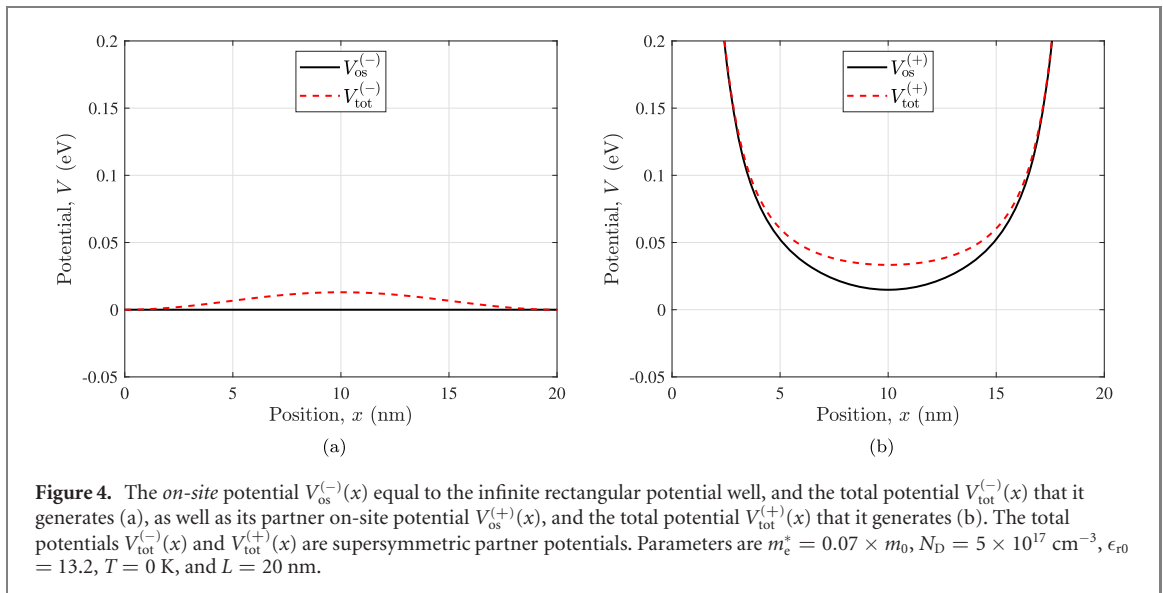 0.2
0.15
0.1
0.05
0
-0.05
0 5 10 15 20
Potential, V (eV)
Position, x (nm)
V_os^(−)
V_tot^(−)
(a)
0.2
0.15
0.1
0.05
0
-0.05
0 5 10 15 20
Potential, V (eV)
Position, x (nm)
V_os^(+)
V_tot^(+)
(b)
Figure 4. The on-site potential V_os^(−)(x) equal to the infinite rectangular potential well, and the total potential V_tot^(−)(x) that it
generates (a), as well as its partner on-site potential V_os^(+)(x), and the total potential V_tot^(+)(x) that it generates (b). The total
potentials V_tot^(−)(x) and V_tot^(+)(x) are supersymmetric partner potentials. Parameters are m_e^* = 0.07 × m_0, N_D = 5 × 10^17 cm^−3, ϵ_r0
= 13.2, T = 0 K, and L = 20 nm.